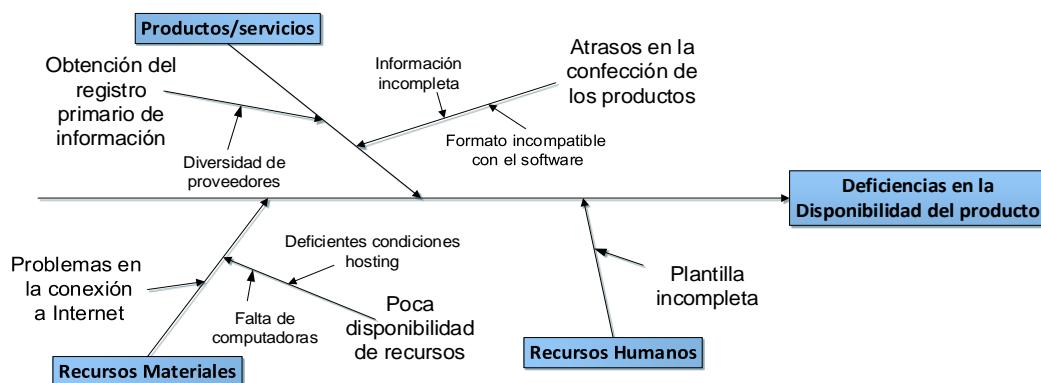 Productos/servicios
Obtención del
registro
primario de
información
Diversidad de
proveedores
Información
incompleta
Atrasos en la
confección de
los productos
Formato incompatible
con el software
Deficiencias en la
Disponibilidad del producto
Problemas en
la conexión
a Internet
Deficientes condiciones
hosting
Falta de
computadoras
Poca
disponibilidad
de recursos
Plantilla
incompleta
Recursos Materiales
Recursos Humanos